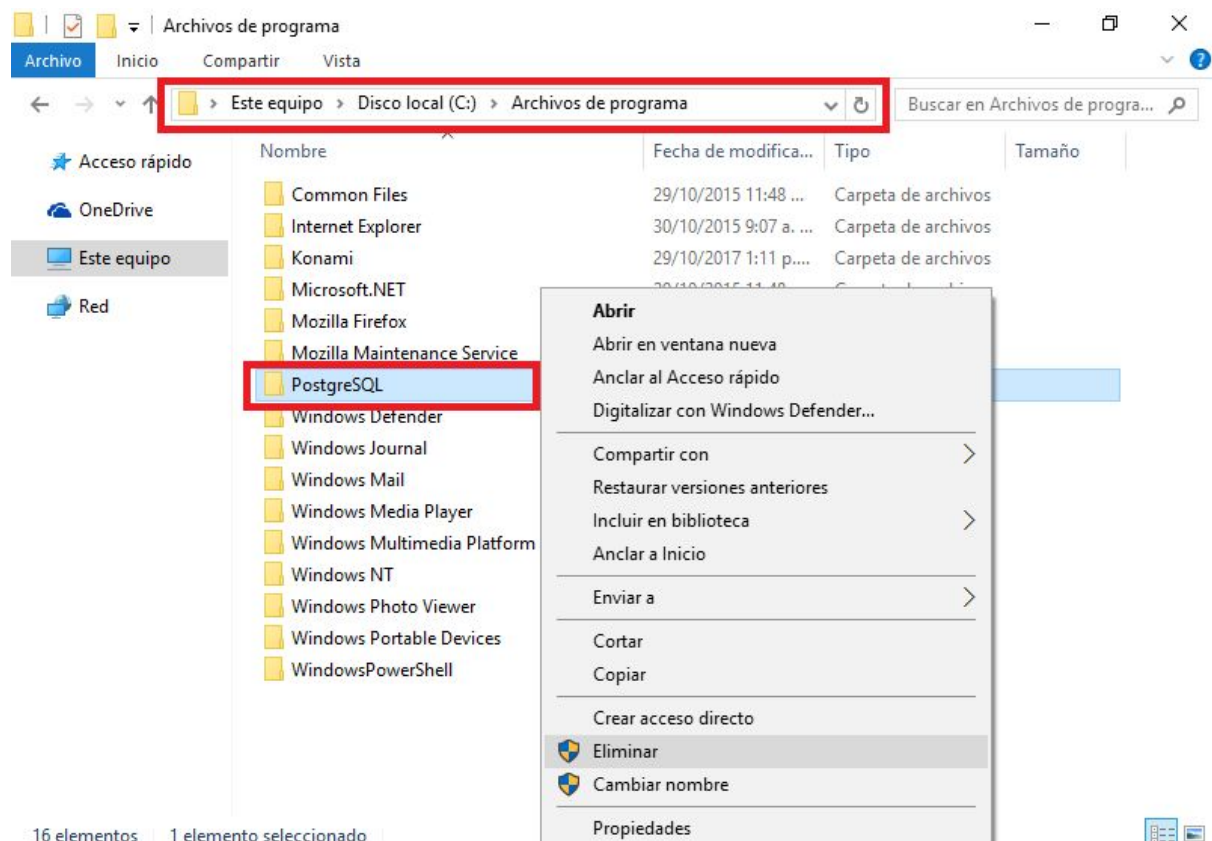 Archivos de programa
Archivo Inicio Compartir Vista
Este equipo > Disco local (C:) > Archivos de programa
Buscar en Archivos de progra...
Acceso rápido
OneDrive
Este equipo
Red
Nombre Fecha de modifica... Tipo Tamaño
Common Files 29/10/2015 11:48 ... Carpeta de archivos
Internet Explorer 30/10/2015 9:07 a. ... Carpeta de archivos
Konami 29/10/2017 1:11 p.... Carpeta de archivos
Microsoft.NET
Mozilla Firefox
Mozilla Maintenance Service
PostgreSQL
Windows Defender
Windows Journal
Windows Mail
Windows Media Player
Windows Multimedia Platform
Windows NT
Windows Photo Viewer
Windows Portable Devices
WindowsPowerShell
Abrir
Abrir en ventana nueva
Anclar al Acceso rápido
Digitalizar con Windows Defender...
Compartir con
Restaurar versiones anteriores
Incluir en biblioteca
Anclar a Inicio
Enviar a
Cortar
Copiar
Crear acceso directo
Eliminar
Cambiar nombre
Propiedades
16 elementos 1 elemento seleccionado